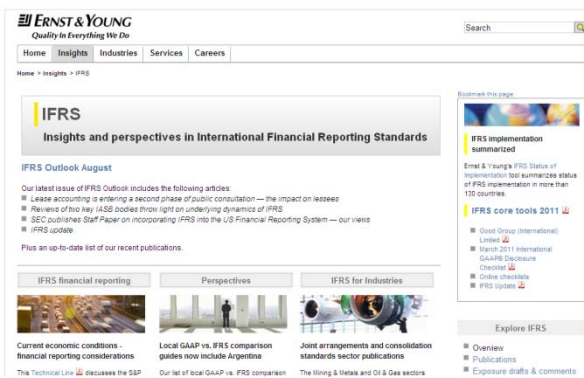 ERNST & YOUNG
Quality In Everything We Do
Search
Home Insights Industries Services Careers
Home > Insights > IFRS
Bookmark this page
IFRS
Insights and perspectives in International Financial Reporting Standards
IFRS Outlook August
Our latest issue of IFRS Outlook includes the following articles:
Lease accounting is entering a second phase of public consultation — the impact on lessees
Reviews of two key IASB bodies throw light on underlying dynamics of IFRS
SEC publishes Staff Paper on incorporating IFRS into the US Financial Reporting System — our views
IFRS update
Plus an up-to-date list of our recent publications.
IFRS financial reporting
Current economic conditions -
financial reporting considerations
This Technical Line discusses the S&P
Perspectives
Local GAAP vs. IFRS comparison
guides now include Argentina
Our list of local GAAP vs. IFRS comparison
IFRS for Industries
Joint arrangements and consolidation
standards sector publications
The Mining & Metals and Oil & Gas sectors
IFRS implementation
summarized
Ernst & Young's IFRS Status of
Implementation tool summarizes status
of IFRS implementation in more than
130 countries.
IFRS core tools 2011
Good Group (International)
Limited
March 2011 International
GAAP® Disclosure
Checklist
Online checklists
IFRS Update
Explore IFRS
Overview
Publications
Exposure drafts & comments